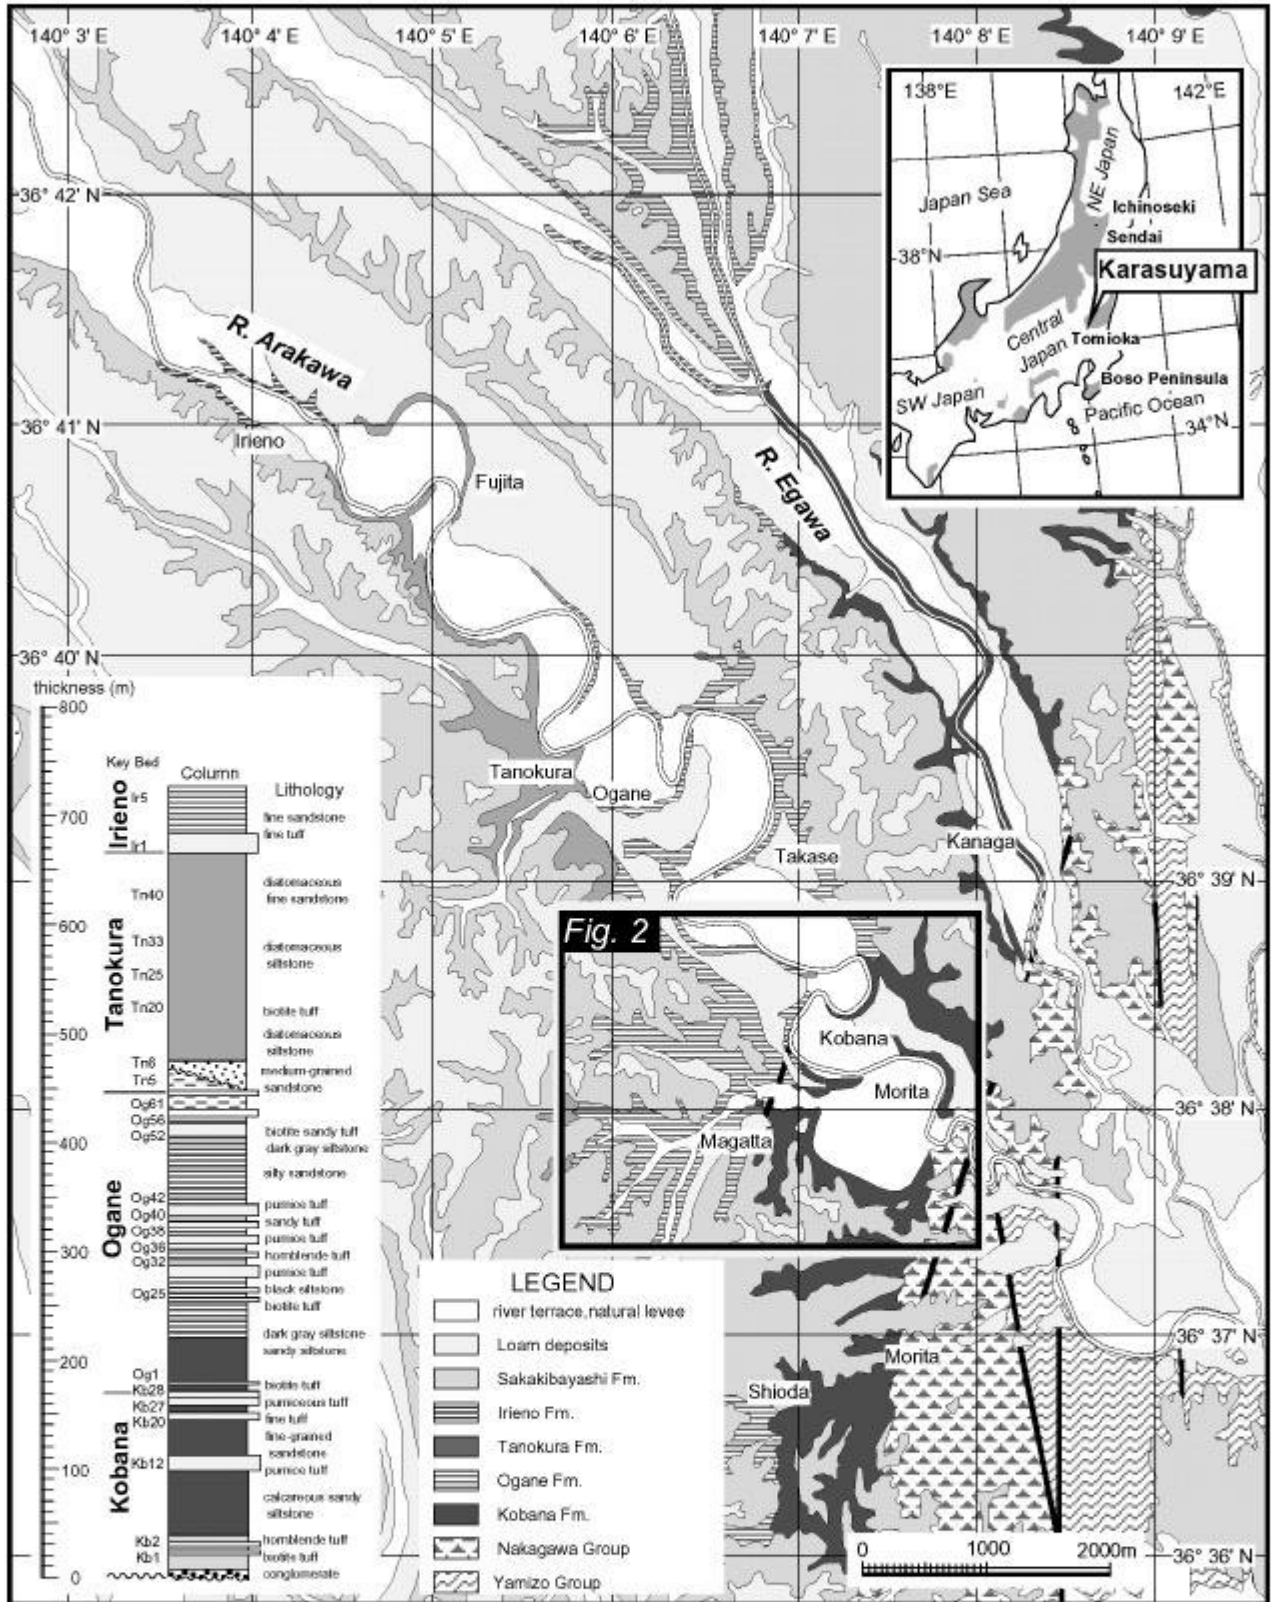 140° 3' E 140° 4' E 140° 5' E 140° 6' E 140° 7' E 140° 8' E 140° 9' E
138°E 142°E
NE Japan
Japan Sea
Ichinoseki
Sendai
38°N
Karasuyama
Central
Japan
Tomioka
Boso Peninsula
SW Japan
Pacific Ocean
34°N
36° 42' N
R. Arakawa
36° 41' N
Irieno
Fujita
R. Egawa
36° 40' N
Tanokura
Ogane
Takase
Kanaga
36° 39' N
Fig. 2
Kobana
Morita
Magatta
36° 38' N
36° 37' N
Morita
Shioda
36° 36' N
0 1000 2000m
thickness (m)
800
700
600
500
400
300
200
100
0
Key Bed
Column
Lithology
Irieno
Tanokura
Ogane
Kobana
Ir5
Ir1
Tn40
Tn33
Tn25
Tn20
Tn6
Tn5
Og61
Og56
Og52
Og42
Og40
Og38
Og36
Og32
Og25
Og1
Kb28
Kb27
Kb20
Kb12
Kb2
Kb1
fine sandstone
fine tuff
diatomaceous
fine sandstone
diatomaceous
siltstone
biotite tuff
diatomaceous
siltstone
medium-grained
sandstone
biotite sandy tuff
dark gray siltstone
silty sandstone
pumice tuff
sandy tuff
pumice tuff
hornblende tuff
pumice tuff
black siltstone
biotite tuff
dark gray siltstone
sandy siltstone
biotite tuff
pumiceous tuff
fine tuff
fine-grained
sandstone
pumice tuff
calcareous sandy
siltstone
hornblende tuff
biotite tuff
conglomerate
LEGEND
river terrace,natural levee
Loam deposits
Sakakibayashi Fm.
Irieno Fm.
Tanokura Fm.
Ogane Fm.
Kobana Fm.
Nakagawa Group
Yamizo Group